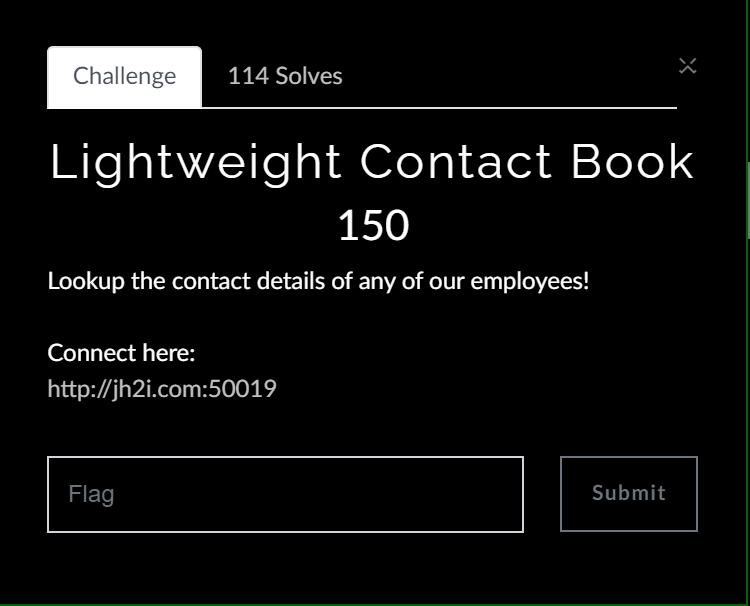 Challenge 114 Solves
Lightweight Contact Book
150
Lookup the contact details of any of our employees!
Connect here:
http://jh2i.com:50019
Flag Submit